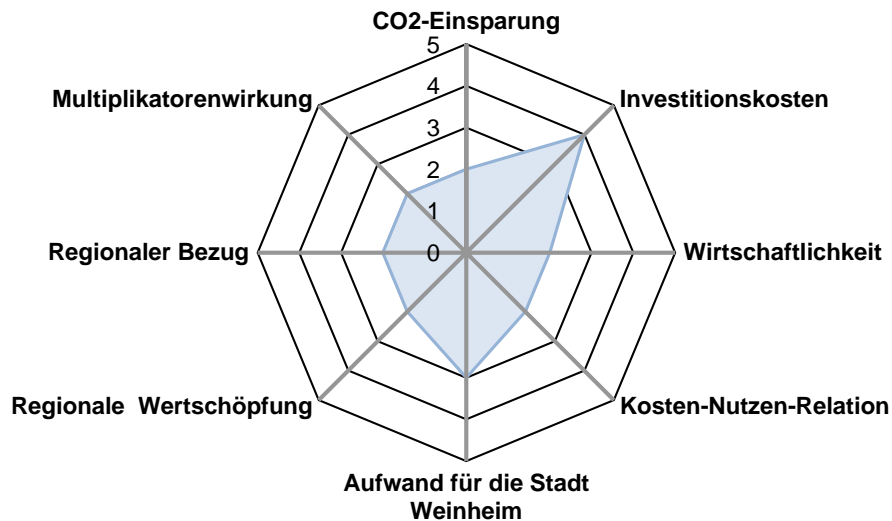 CO2-Einsparung
5
4
3
2
1
0
Multiplikatorenwirkung
Investitionskosten
Regionaler Bezug
Wirtschaftlichkeit
Regionale  Wertschöpfung
Kosten-Nutzen-Relation
Aufwand für die Stadt
Weinheim